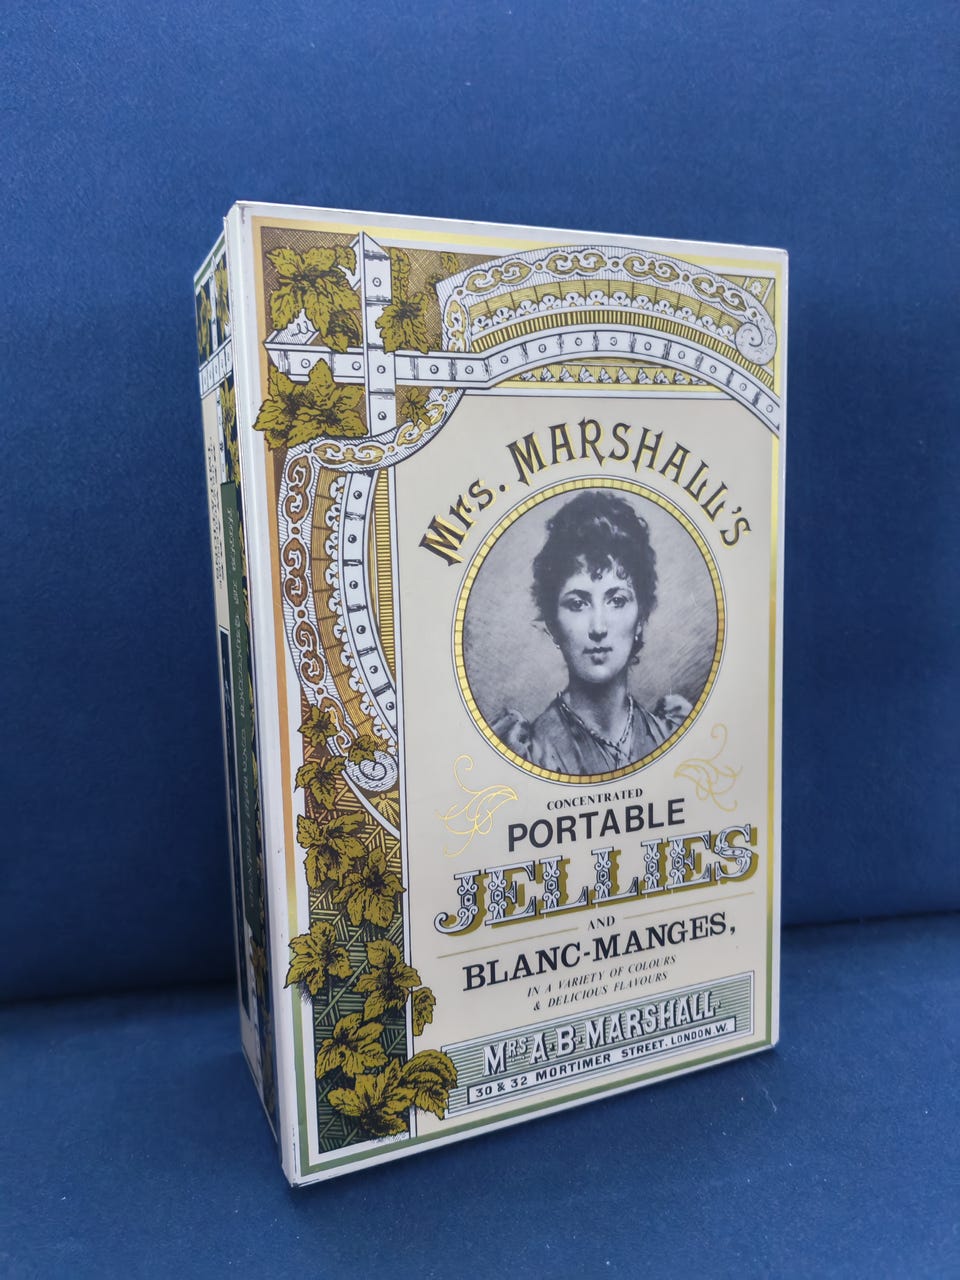 Mrs. MARSHALL'S
CONCENTRATED
PORTABLE
JELLIES
AND
BLANC-MANGES,
IN A VARIETY OF COLOURS
& DELICIOUS FLAVOURS
MRS A·B·MARSHALL·
30 & 32 MORTIMER STREET, LONDON W.